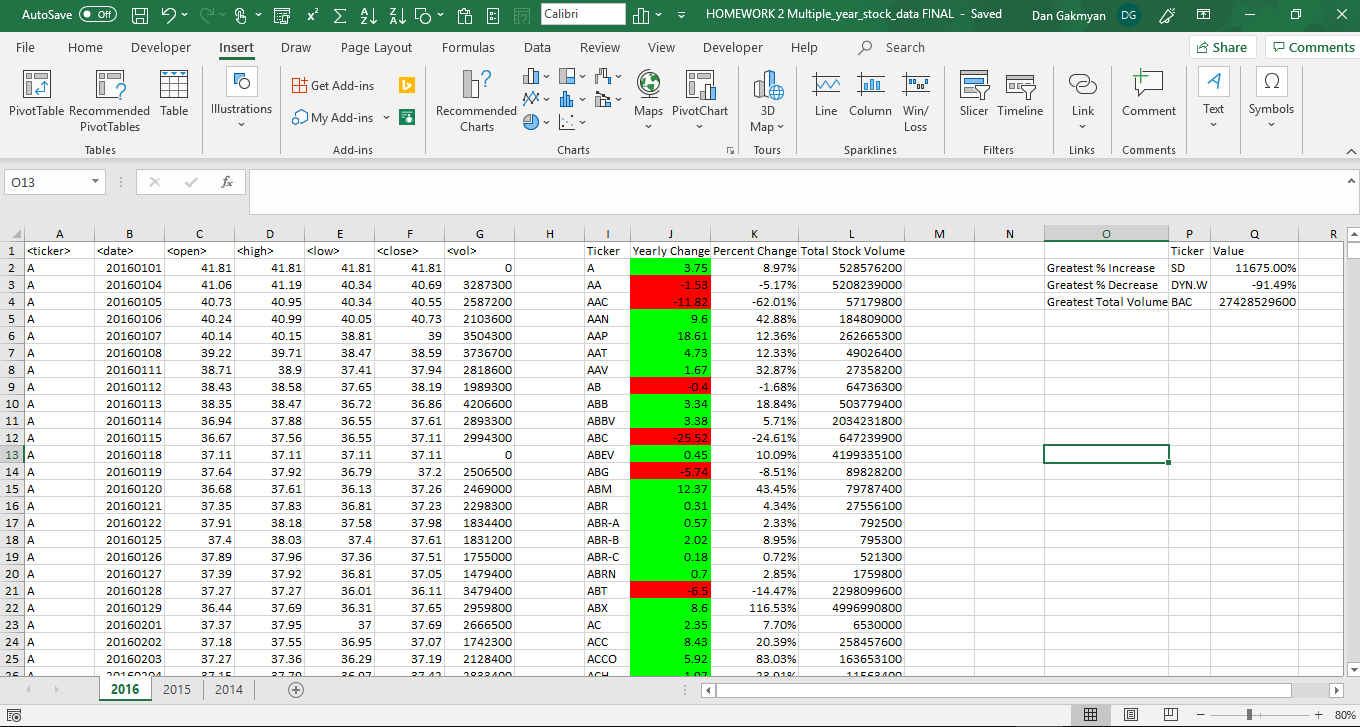 AutoSave Off Calibri HOMEWORK 2 Multiple_year_stock_data FINAL - Saved Dan Gakmyan DG
File Home Developer Insert Draw Page Layout Formulas Data Review View Developer Help Search Share Comments
PivotTable Recommended PivotTables Table Illustrations Get Add-ins My Add-ins Recommended Charts Maps PivotChart 3D Map Line Column Win/Loss Slicer Timeline Link Comment Text Symbols
Tables Add-ins Charts Tours Sparklines Filters Links Comments
O13 fx
A B C D E F G H I J K L M N O P Q R
1 <ticker> <date> <open> <high> <low> <close> <vol> Ticker Yearly Change Percent Change Total Stock Volume Ticker Value
2 A 20160101 41.81 41.81 41.81 41.81 0 A 3.75 8.97% 528576200 Greatest % Increase SD 11675.00%
3 A 20160104 41.06 41.19 40.34 40.69 3287300 AA -1.53 -5.17% 5208239000 Greatest % Decrease DYN.W -91.49%
4 A 20160105 40.73 40.95 40.34 40.55 2587200 AAC -11.82 -62.01% 57179800 Greatest Total Volume BAC 27428529600
5 A 20160106 40.24 40.99 40.05 40.73 2103600 AAN 9.6 42.88% 184809000
6 A 20160107 40.14 40.15 38.81 39 3504300 AAP 18.61 12.36% 262665300
7 A 20160108 39.22 39.71 38.47 38.59 3736700 AAT 4.73 12.33% 49026400
8 A 20160111 38.71 38.9 37.41 37.94 2818600 AAV 1.67 32.87% 27358200
9 A 20160112 38.43 38.58 37.65 38.19 1989300 AB -0.4 -1.68% 64736300
10 A 20160113 38.35 38.47 36.72 36.86 4206600 ABB 3.34 18.84% 503779400
11 A 20160114 36.94 37.88 36.55 37.61 2893300 ABBV 3.38 5.71% 2034231800
12 A 20160115 36.67 37.56 36.55 37.11 2994300 ABC -25.52 -24.61% 647239900
13 A 20160118 37.11 37.11 37.11 37.11 0 ABEV 0.45 10.09% 4199335100
14 A 20160119 37.64 37.92 36.79 37.2 2506500 ABG -5.74 -8.51% 89828200
15 A 20160120 36.68 37.61 36.13 37.26 2469000 ABM 12.37 43.45% 79787400
16 A 20160121 37.35 37.83 36.81 37.23 2298300 ABR 0.31 4.34% 27556100
17 A 20160122 37.91 38.18 37.58 37.98 1834400 ABR-A 0.57 2.33% 792500
18 A 20160125 37.4 38.03 37.4 37.61 1831200 ABR-B 2.02 8.95% 795300
19 A 20160126 37.89 37.96 37.36 37.51 1755000 ABR-C 0.18 0.72% 521300
20 A 20160127 37.39 37.92 36.81 37.05 1479400 ABRN 0.7 2.85% 1759800
21 A 20160128 37.27 37.27 36.01 36.11 3479400 ABT -6.5 -14.47% 2298099600
22 A 20160129 36.44 37.69 36.31 37.65 2959800 ABX 8.6 116.53% 4996990800
23 A 20160201 37.37 37.95 37 37.69 2666500 AC 2.35 7.70% 6530000
24 A 20160202 37.18 37.55 36.95 37.07 1742300 ACC 8.43 20.39% 258457600
25 A 20160203 37.27 37.36 36.29 37.19 2128400 ACCO 5.92 83.03% 163653100
2016 2015 2014
80%